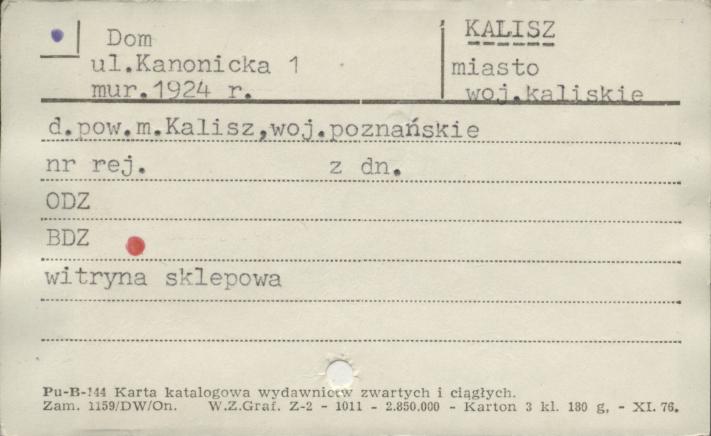 Dom
ul.Kanonicka 1
mur.1924 r.
KALISZ
miasto
woj.kaliskie
d.pow.m.Kalisz,woj.poznańskie
nr rej. z dn.
ODZ
BDZ
witryna sklepowa
Pu-B-144 Karta katalogowa wydawnictw zwartych i ciągłych.
Zam. 1159/DW/On. W.Z.Graf. Z-2 - 1011 - 2.850.000 - Karton 3 kl. 180 g, - XI. 76.